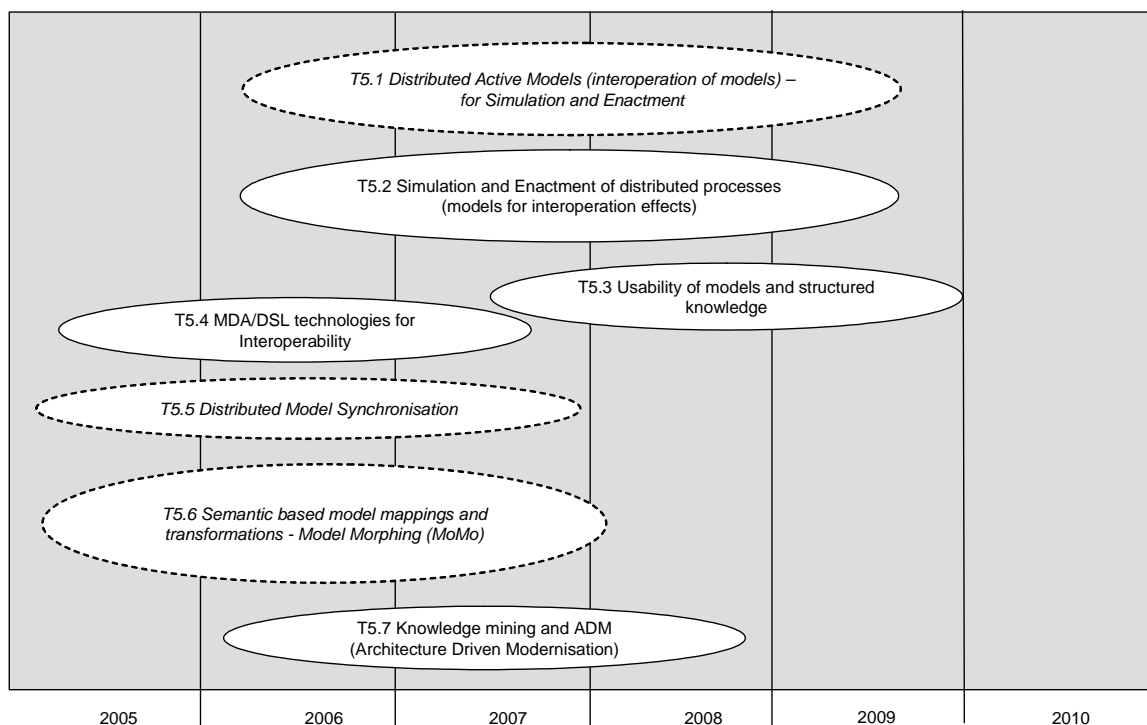 T5.1 Distributed Active Models (interoperation of models) –
for Simulation and Enactment
T5.2 Simulation and Enactment of distributed processes
(models for interoperation effects)
T5.3 Usability of models and structured
knowledge
T5.4 MDA/DSL technologies for
Interoperability
T5.5 Distributed Model Synchronisation
T5.6 Semantic based model mappings and
transformations - Model Morphing (MoMo)
T5.7 Knowledge mining and ADM
(Architecture Driven Modernisation)
2005 2006 2007 2008 2009 2010